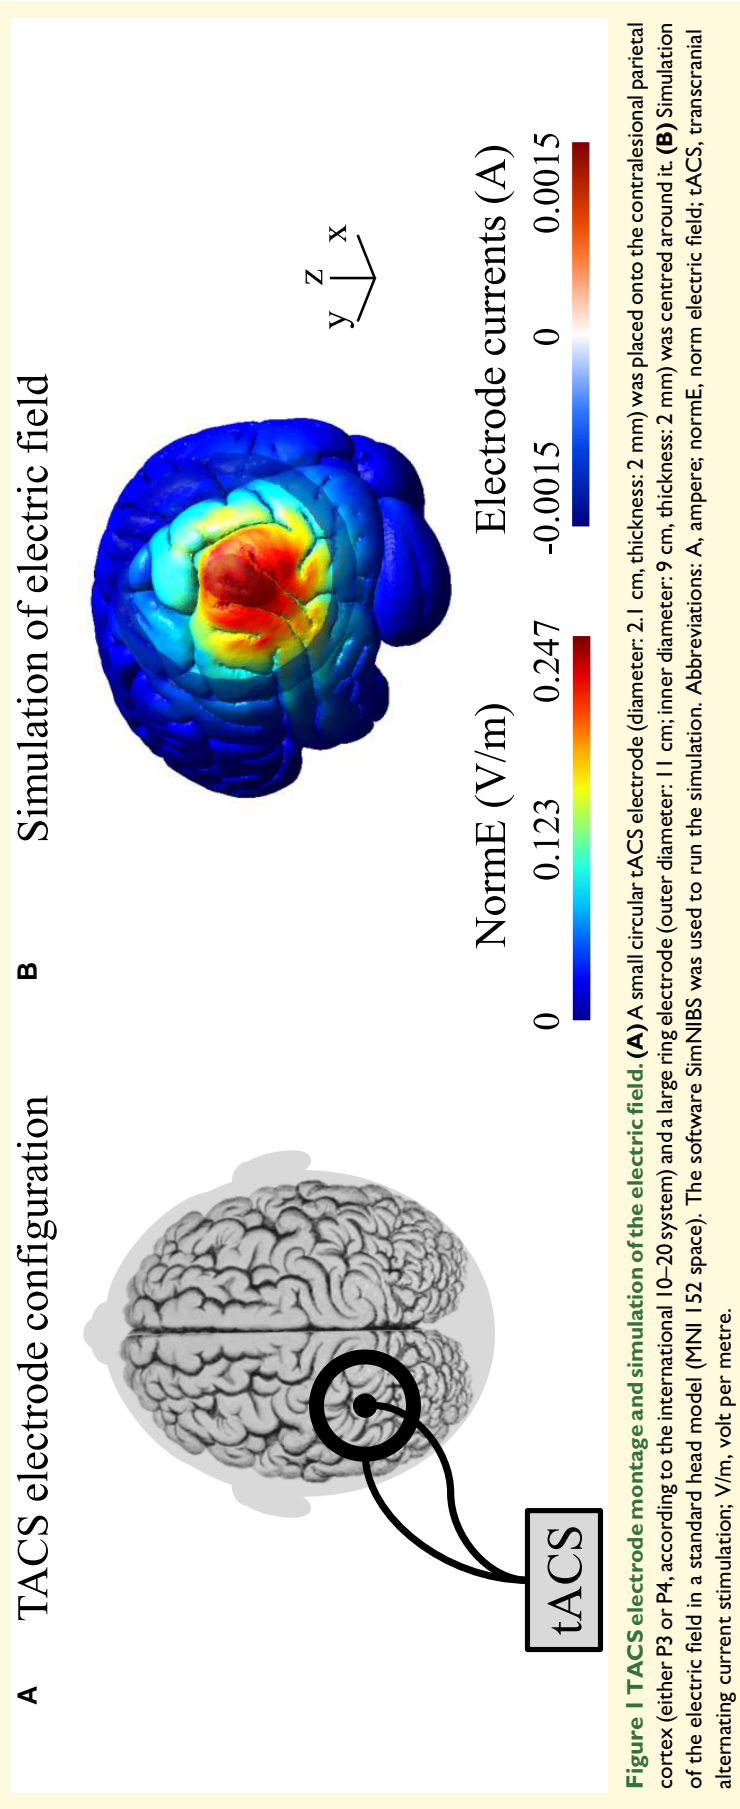 A TACS electrode configuration
tACS
B Simulation of electric field
z
y x
NormE (V/m)
0 0.123 0.247
Electrode currents (A)
-0.0015 0 0.0015
Figure 1 TACS electrode montage and simulation of the electric field. (A) A small circular tACS electrode (diameter: 2.1 cm, thickness: 2 mm) was placed onto the contralesional parietal
cortex (either P3 or P4, according to the international 10–20 system) and a large ring electrode (outer diameter: 11 cm; inner diameter: 9 cm, thickness: 2 mm) was centred around it. (B) Simulation
of the electric field in a standard head model (MNI 152 space). The software SimNIBS was used to run the simulation. Abbreviations: A, ampere; normE, norm electric field; tACS, transcranial
alternating current stimulation; V/m, volt per metre.